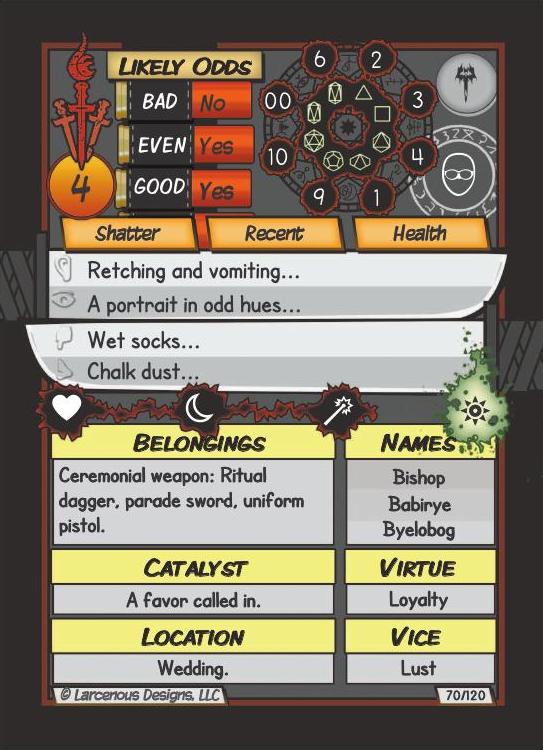 LIKELY ODDS
BAD No
EVEN Yes
GOOD Yes
4
6
2
00
3
10
4
9
1
Shatter Recent Health
Retching and vomiting...
A portrait in odd hues...
Wet socks...
Chalk dust...
BELONGINGS
Ceremonial weapon: Ritual
dagger, parade sword, uniform
pistol.
NAMES
Bishop
Babirye
Byelobog
CATALYST
A favor called in.
VIRTUE
Loyalty
LOCATION
Wedding.
VICE
Lust
© Larcenous Designs, LLC
70/120